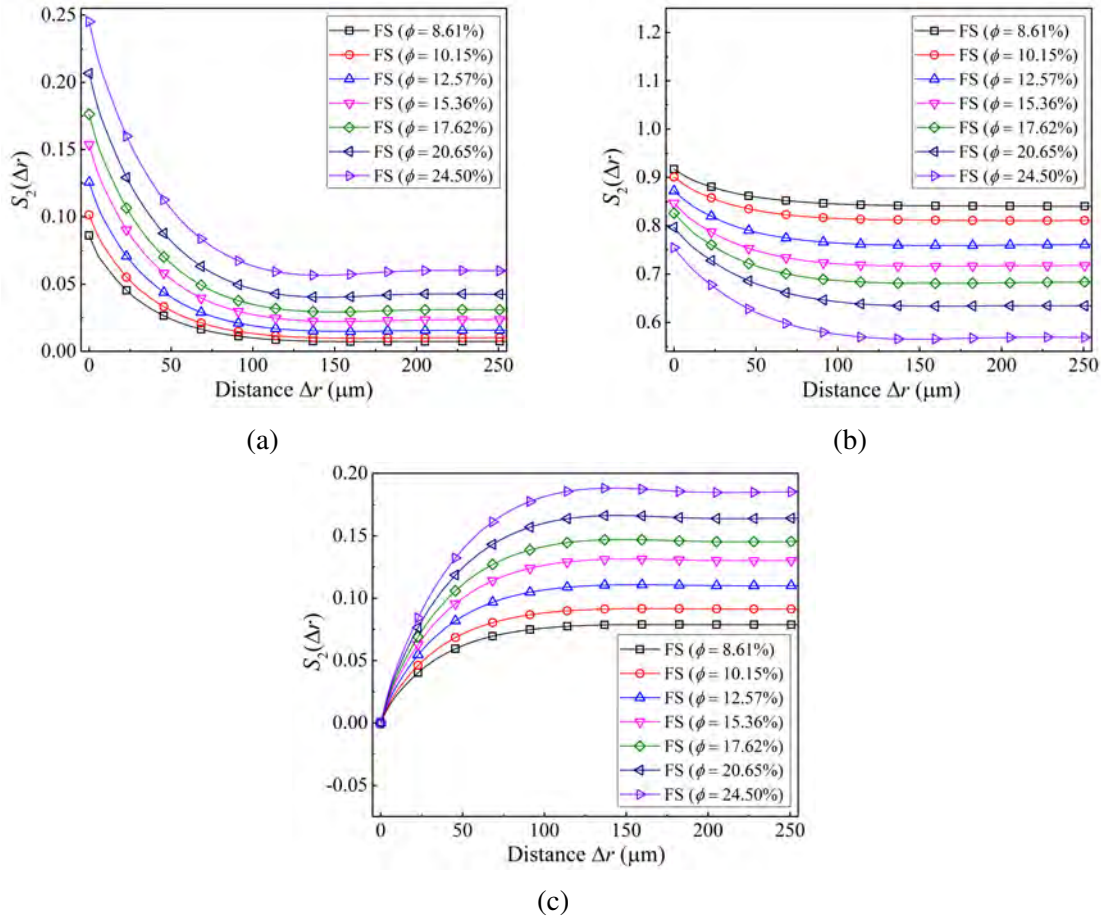 0.25
0.20
0.15
0.10
0.05
0.00
S₂(Δr)
FS (ϕ = 8.61%)
FS (ϕ = 10.15%)
FS (ϕ = 12.57%)
FS (ϕ = 15.36%)
FS (ϕ = 17.62%)
FS (ϕ = 20.65%)
FS (ϕ = 24.50%)
0 50 100 150 200 250
Distance Δr (μm)
(a)
1.2
1.1
1.0
0.9
0.8
0.7
0.6
S₂(Δr)
FS (ϕ = 8.61%)
FS (ϕ = 10.15%)
FS (ϕ = 12.57%)
FS (ϕ = 15.36%)
FS (ϕ = 17.62%)
FS (ϕ = 20.65%)
FS (ϕ = 24.50%)
0 50 100 150 200 250
Distance Δr (μm)
(b)
0.20
0.15
0.10
0.05
0.00
-0.05
S₂(Δr)
FS (ϕ = 8.61%)
FS (ϕ = 10.15%)
FS (ϕ = 12.57%)
FS (ϕ = 15.36%)
FS (ϕ = 17.62%)
FS (ϕ = 20.65%)
FS (ϕ = 24.50%)
0 50 100 150 200 250
Distance Δr (μm)
(c)